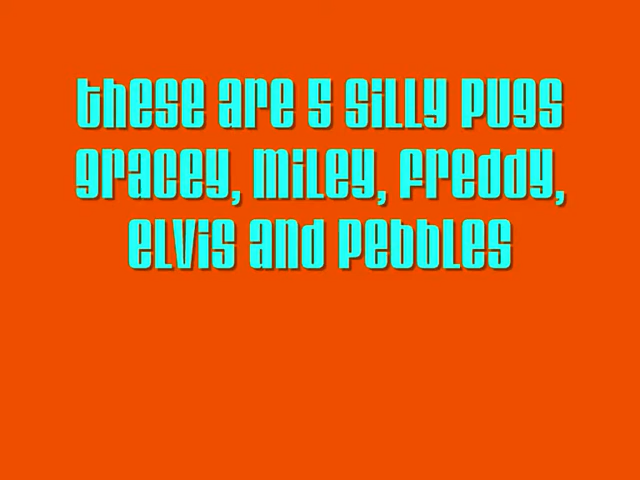 these are 5 silly pugs
gracey, miley, freddy,
elvis and pebbles